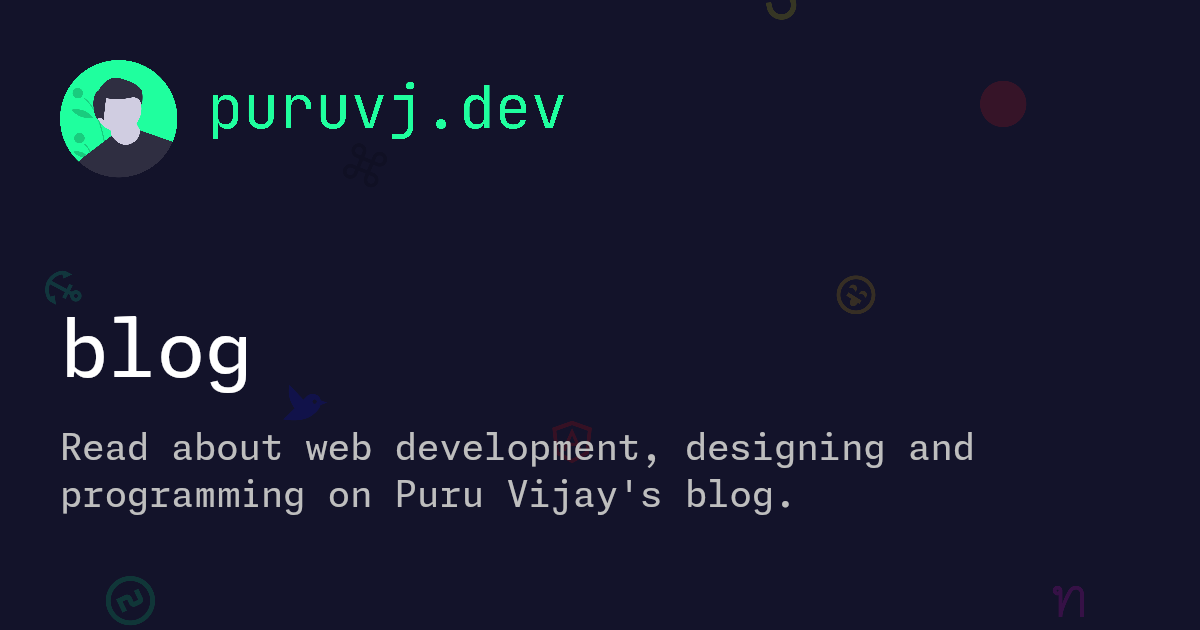 puruvj.dev
blog
Read about web development, designing and
programming on Puru Vijay's blog.